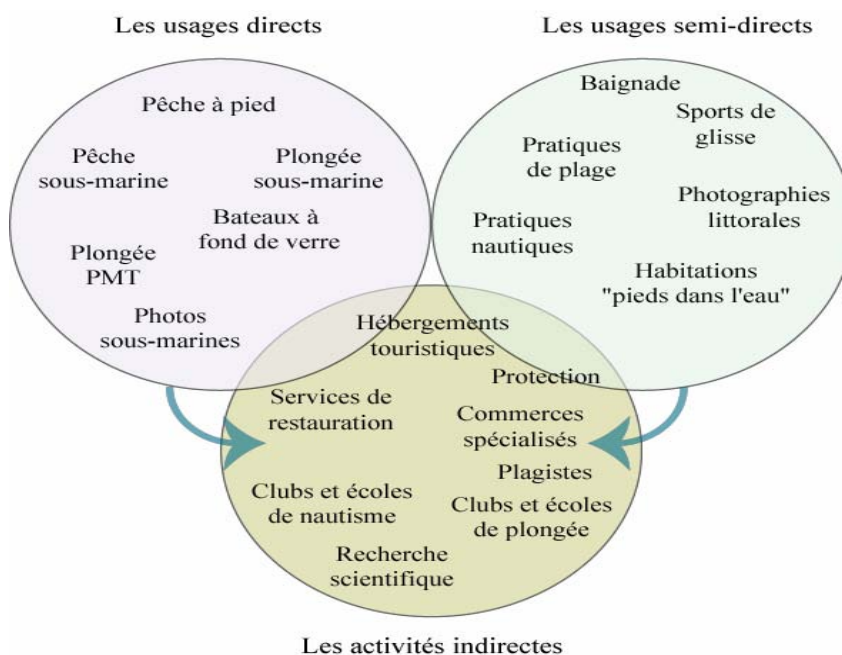 Les usages directs
Les usages semi-directs
Pêche à pied
Pêche
sous-marine
Plongée
sous-marine
Bateaux à
fond de verre
Plongée
PMT
Photos
sous-marines
Baignade
Sports de
glisse
Pratiques
de plage
Photographies
littorales
Pratiques
nautiques
Habitations
"pieds dans l'eau"
Hébergements
touristiques
Protection
Services de
restauration
Commerces
spécialisés
Plagistes
Clubs et écoles
de nautisme
Clubs et écoles
de plongée
Recherche
scientifique
Les activités indirectes